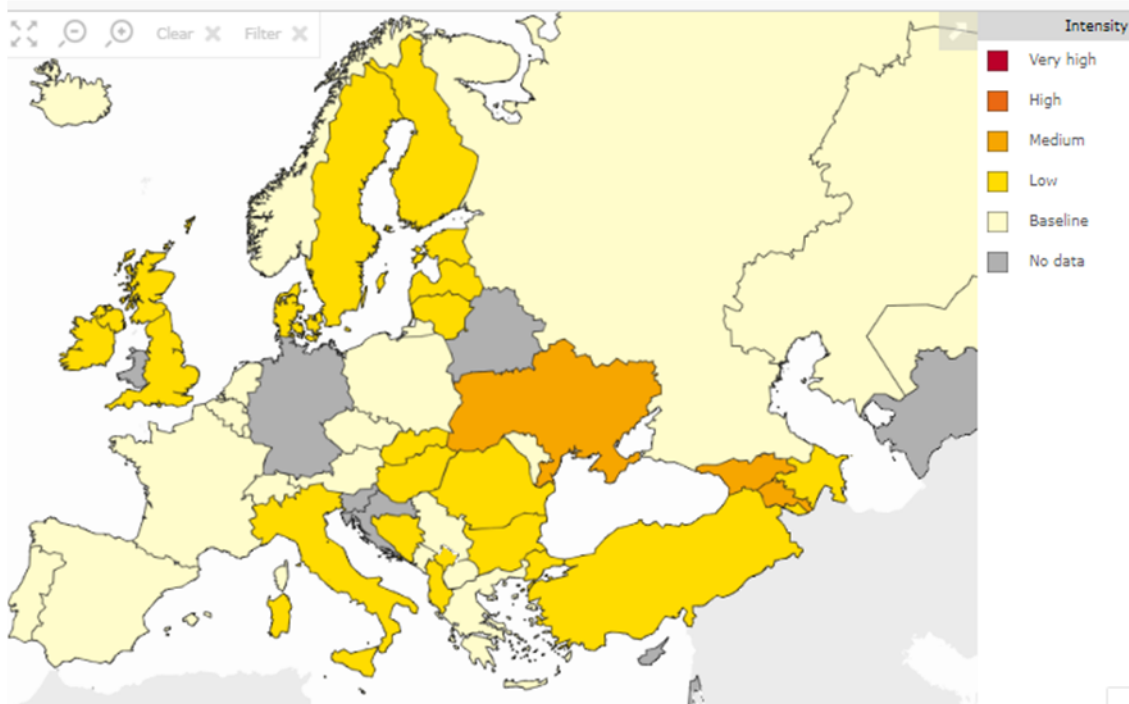 Clear
Filter
Intensity
Very high
High
Medium
Low
Baseline
No data